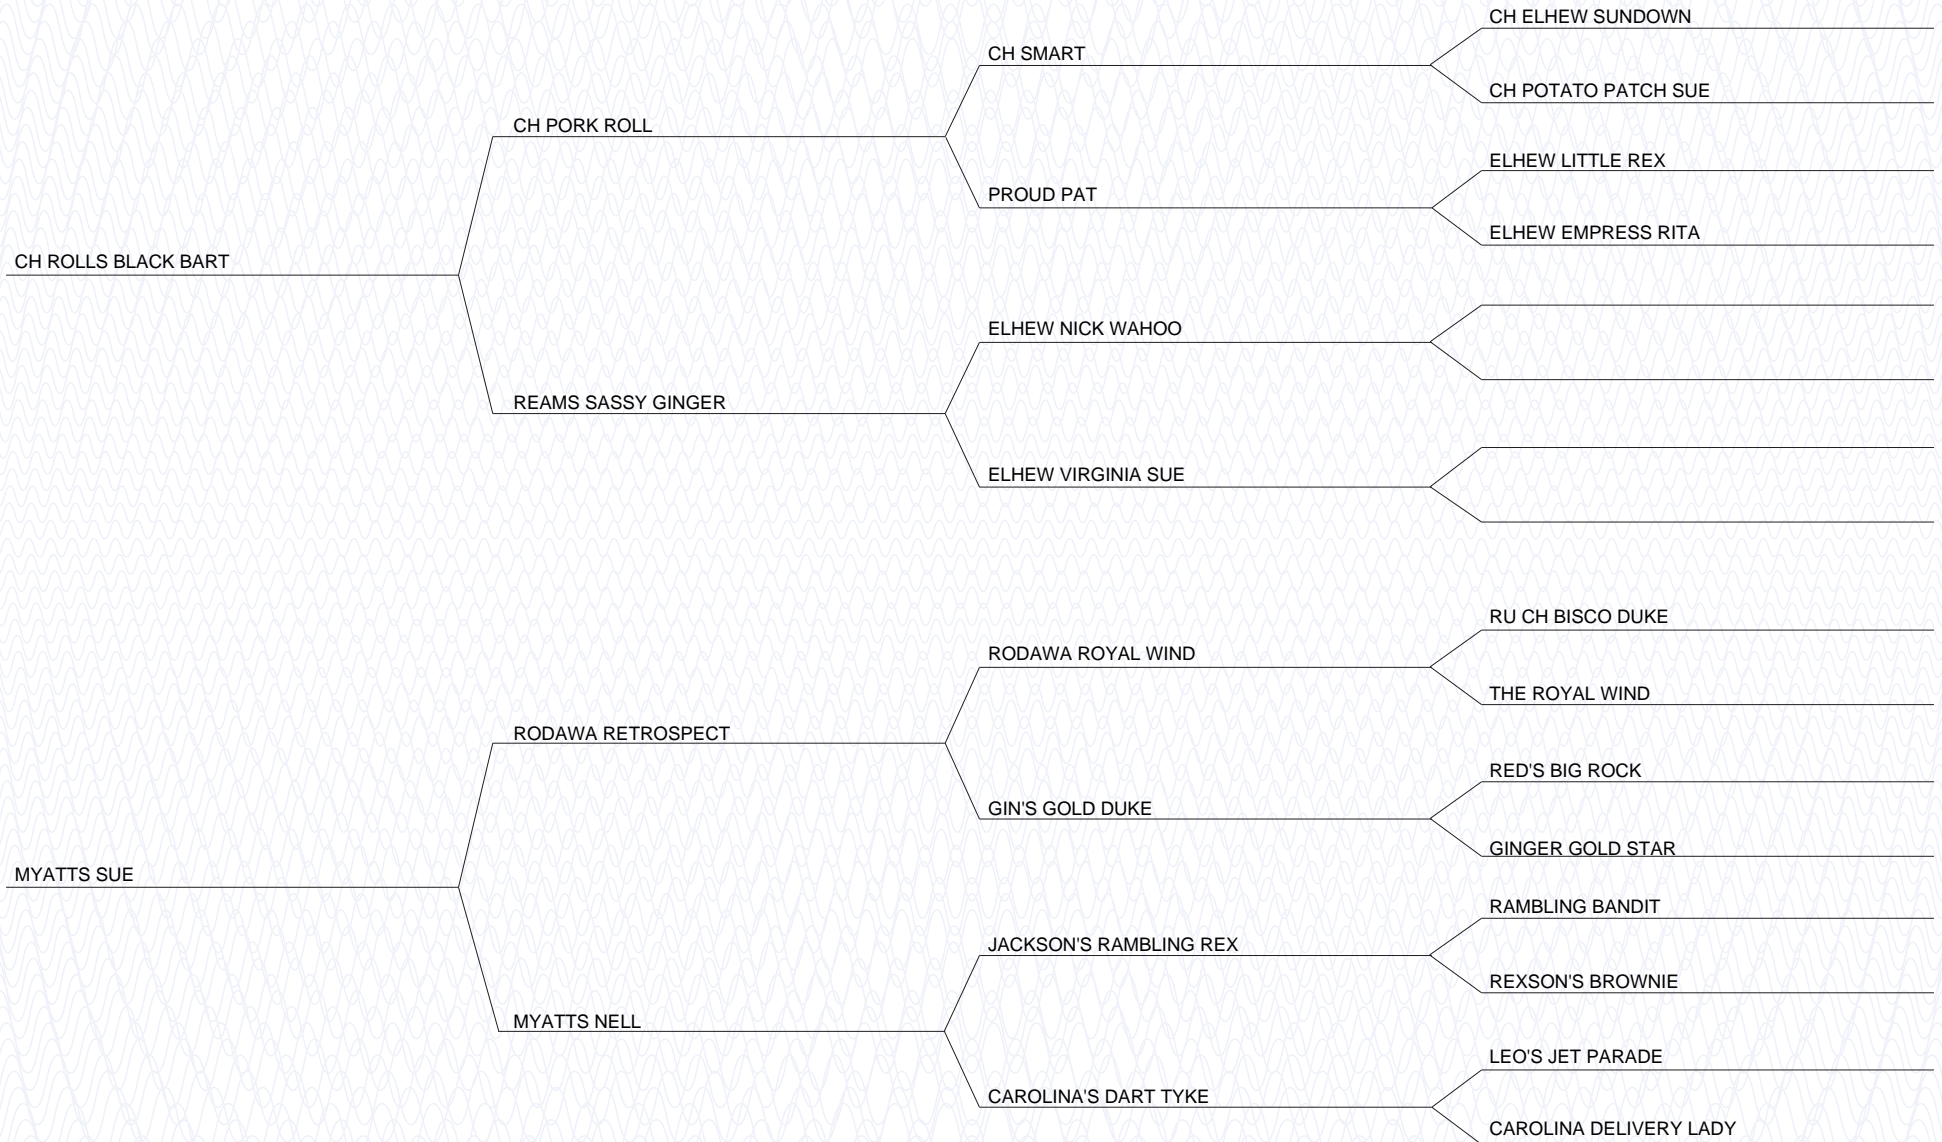 CH ELHEW SUNDOWN
CH SMART
CH POTATO PATCH SUE
CH PORK ROLL
ELHEW LITTLE REX
PROUD PAT
ELHEW EMPRESS RITA
CH ROLLS BLACK BART
ELHEW NICK WAHOO
REAMS SASSY GINGER
ELHEW VIRGINIA SUE
RU CH BISCO DUKE
RODAWA ROYAL WIND
THE ROYAL WIND
RODAWA RETROSPECT
RED'S BIG ROCK
GIN'S GOLD DUKE
GINGER GOLD STAR
MYATTS SUE
RAMBLING BANDIT
JACKSON'S RAMBLING REX
REXSON'S BROWNIE
MYATTS NELL
LEO'S JET PARADE
CAROLINA'S DART TYKE
CAROLINA DELIVERY LADY